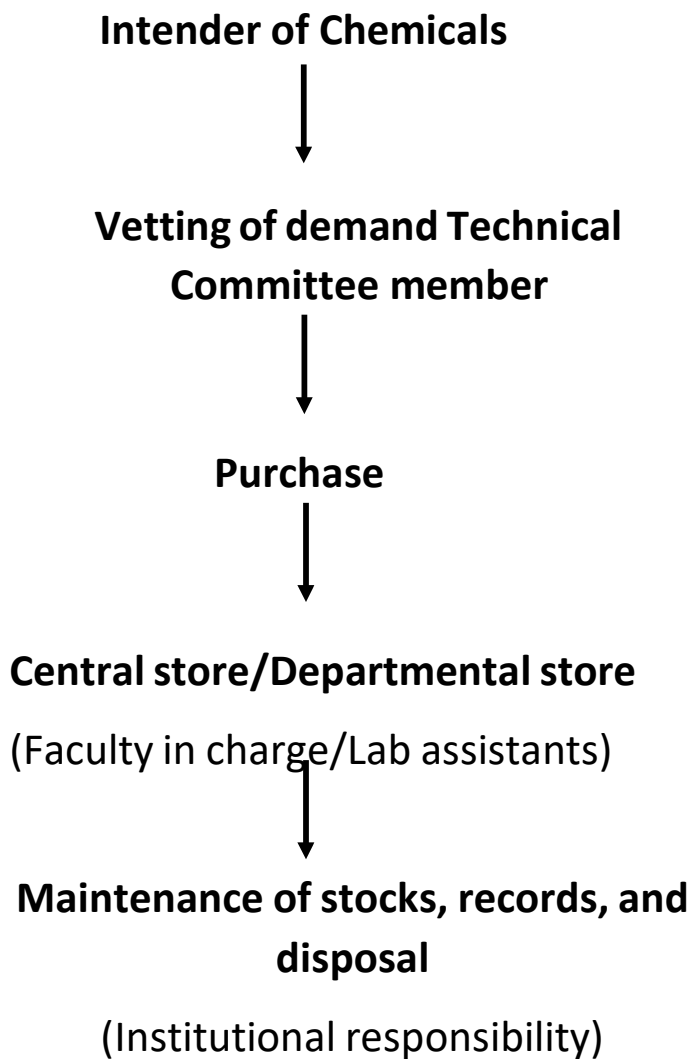 Intender of Chemicals
Vetting of demand Technical
Committee member
Purchase
Central store/Departmental store
(Faculty in charge/Lab assistants)
Maintenance of stocks, records, and
disposal
(Institutional responsibility)